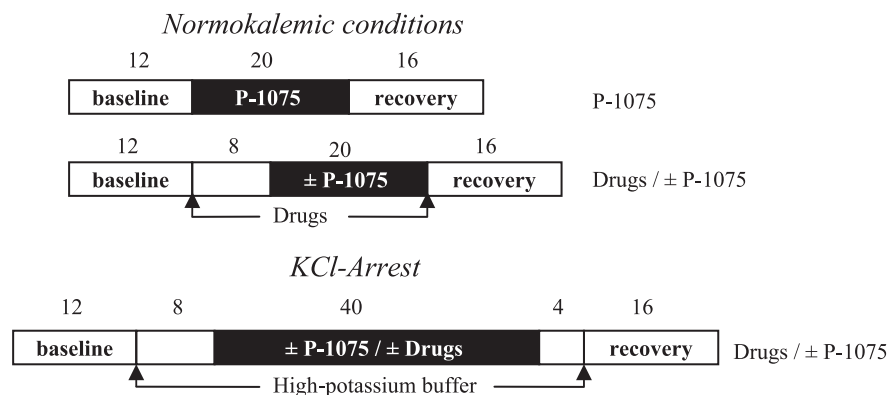 Normokalemic conditions
12 20 16
baseline P-1075 recovery P-1075
12 8 20 16
baseline ± P-1075 recovery Drugs / ± P-1075
Drugs
KCl-Arrest
12 8 40 4 16
baseline ± P-1075 / ± Drugs recovery Drugs / ± P-1075
High-potassium buffer